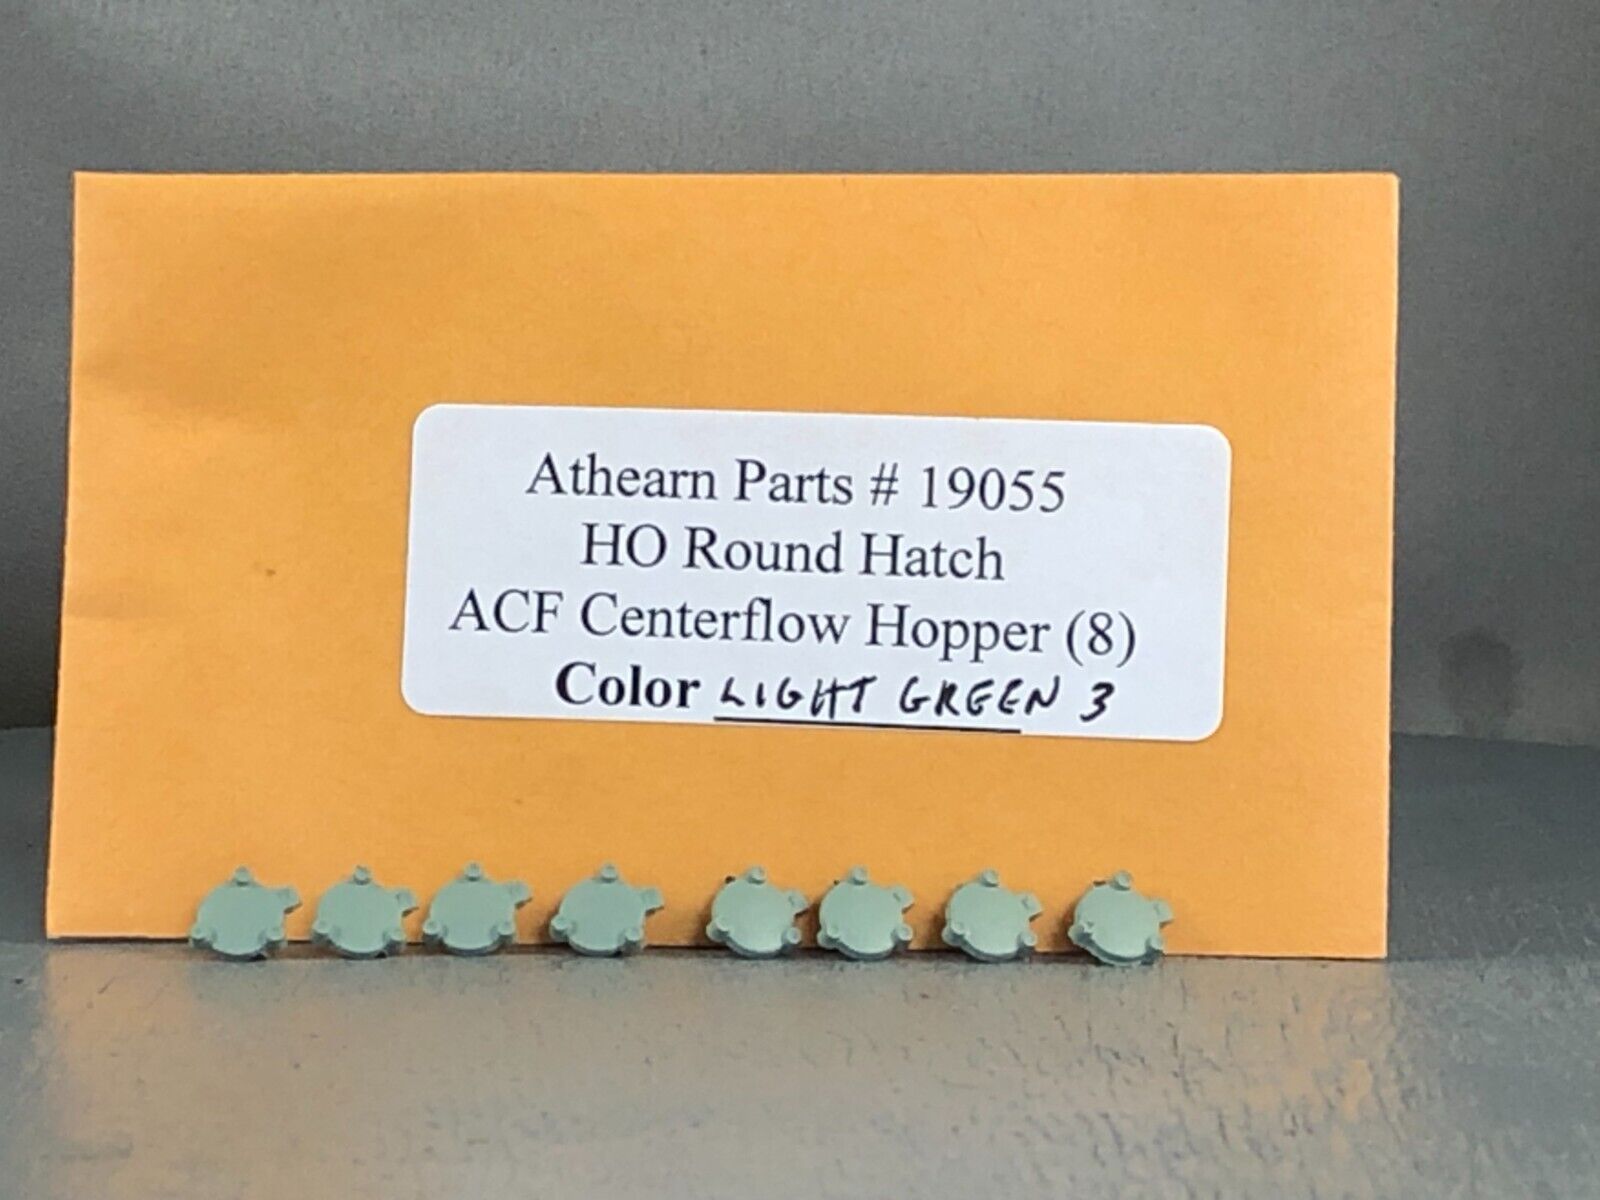 Athearn Parts # 19055
HO Round Hatch
ACF Centerflow Hopper (8)
Color LIGHT GREEN 3